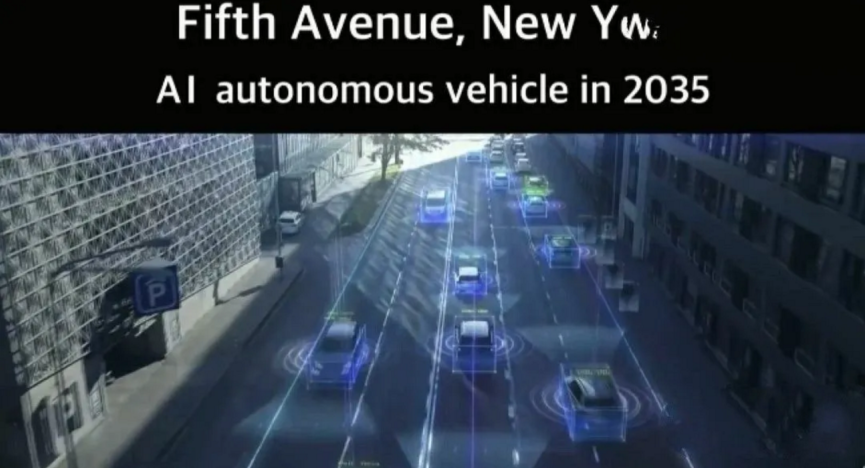 Fifth Avenue, New
AI autonomous vehicle in 2035
P